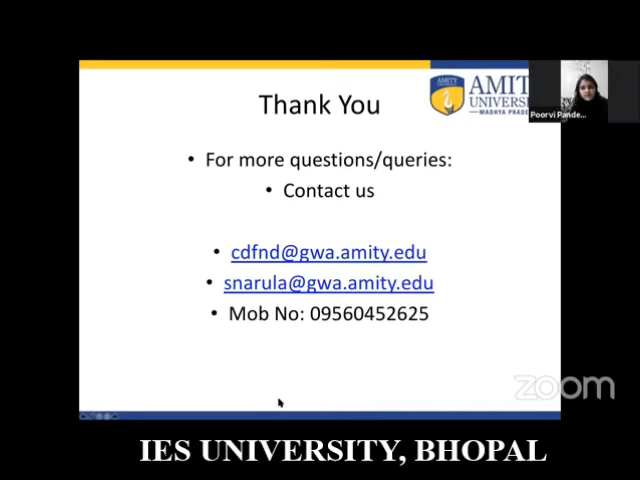 AMITY
UNIVERSITY
MADHYA PRADE
Thank You
Poorvi Pande...
• For more questions/queries:
• Contact us
• cdfnd@gwa.amity.edu
• snarula@gwa.amity.edu
• Mob No: 09560452625
zoom
IES UNIVERSITY, BHOPAL